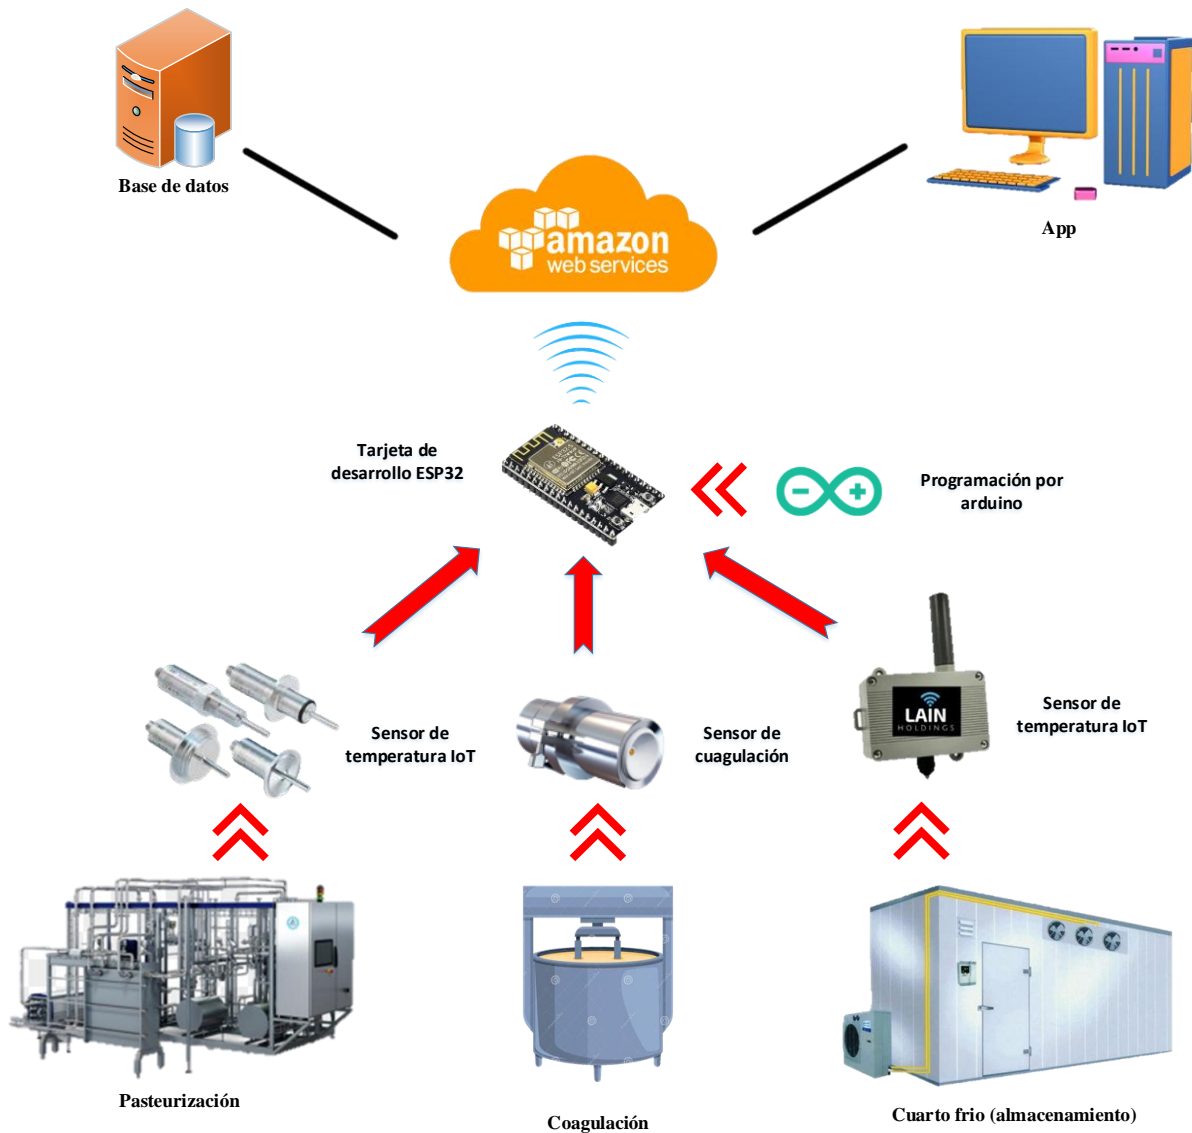 Base de datos
App
amazon
web services
Tarjeta de
desarrollo ESP32
Programación por
arduino
LAIN
HOLDINGS
Sensor de
temperatura IoT
Sensor de
cuagulación
Sensor de
temperatura IoT
Pasteurización
Coagulación
Cuarto frio (almacenamiento)